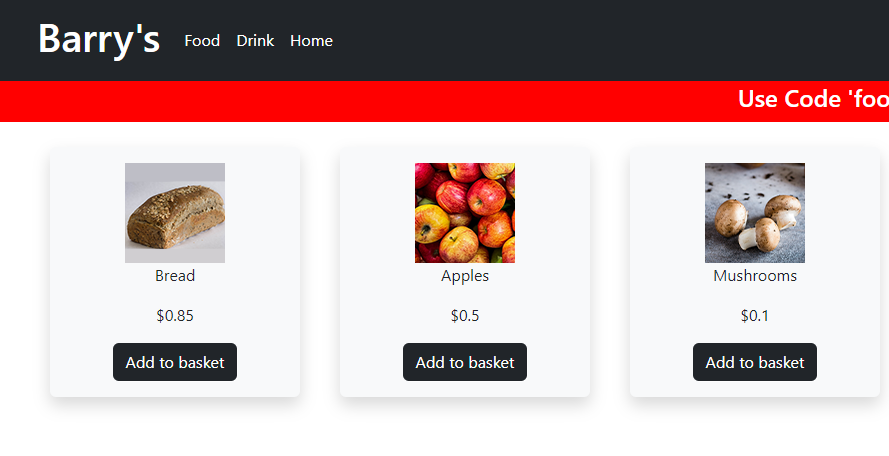 Barry's Food Drink Home
Use Code 'foo
Bread Apples Mushrooms
$0.85 $0.5 $0.1
Add to basket Add to basket Add to basket